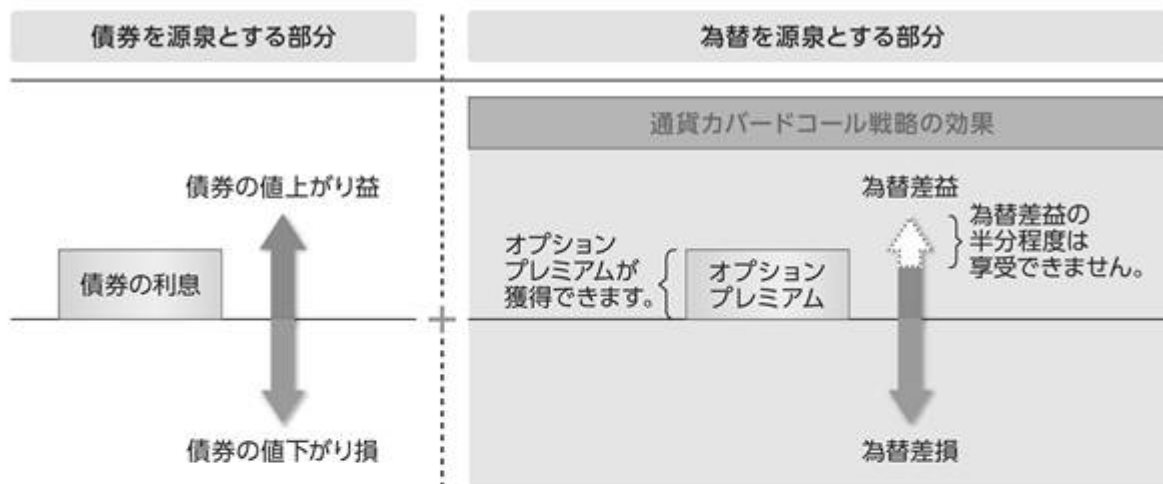 債券を源泉とする部分
為替を源泉とする部分
通貨カバードコール戦略の効果
債券の値上がり益
債券の利息
債券の値下がり損
+
為替差益
為替差益の
半分程度は
享受できません。
オプション
プレミアムが
獲得できます。
オプション
プレミアム
為替差損